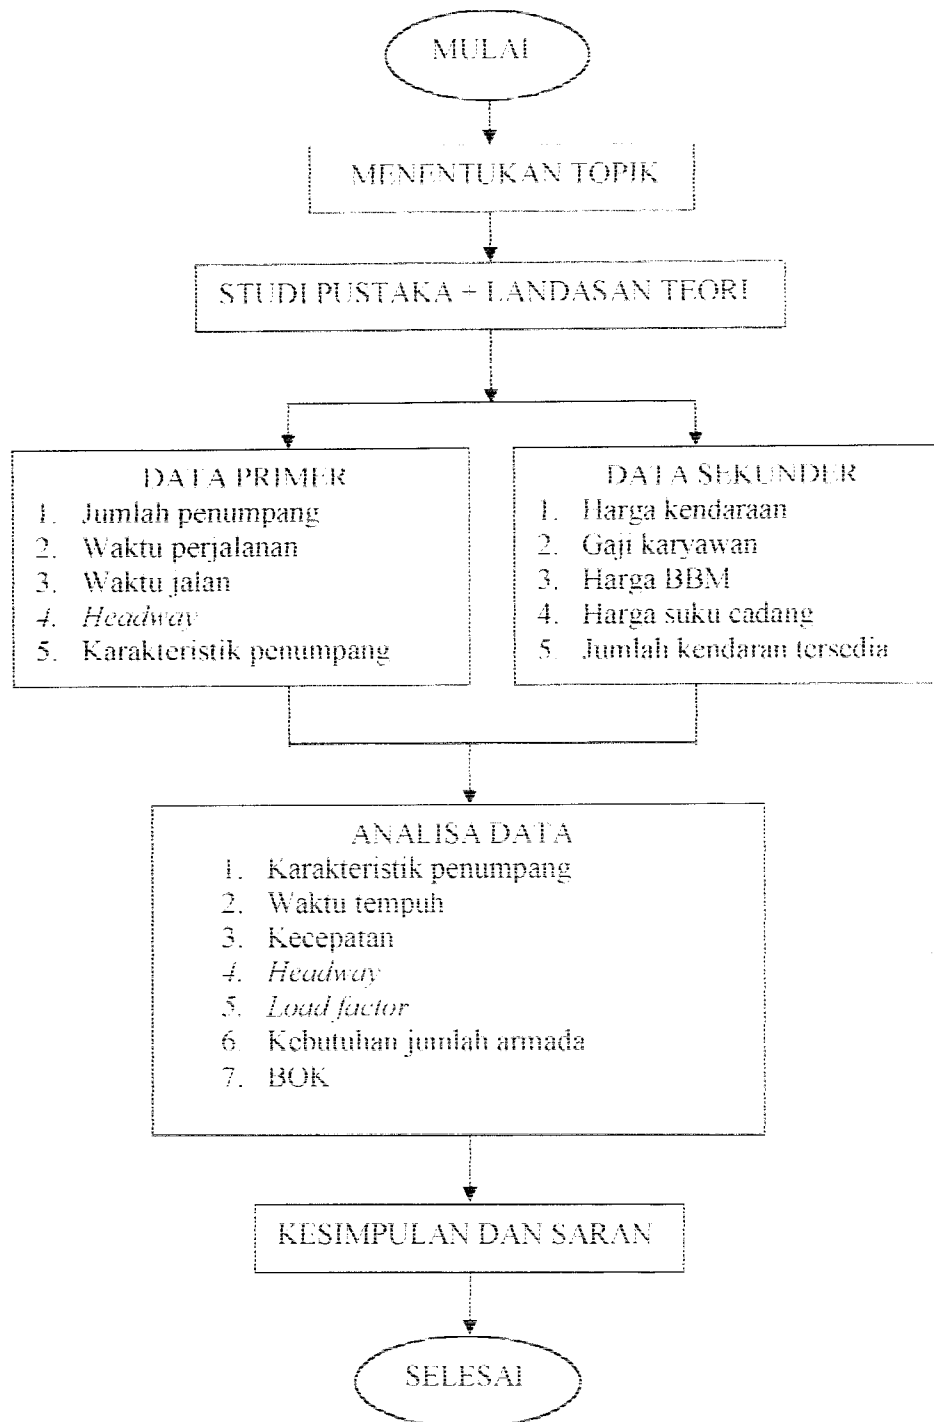 MULAI
MENENTUKAN TOPIK
STUDI PUSTAKA + LANDASAN TEORI
DATA PRIMER
1. Jumlah penumpang
2. Waktu perjalanan
3. Waktu jalan
4. Headway
5. Karakteristik penumpang
DATA SEKUNDER
1. Harga kendaraan
2. Gaji karyawan
3. Harga BBM
4. Harga suku cadang
5. Jumlah kendaran tersedia
ANALISA DATA
1. Karakteristik penumpang
2. Waktu tempuh
3. Kecepatan
4. Headway
5. Load factor
6. Kebutuhan jumlah armada
7. BOK
KESIMPULAN DAN SARAN
SELESAI